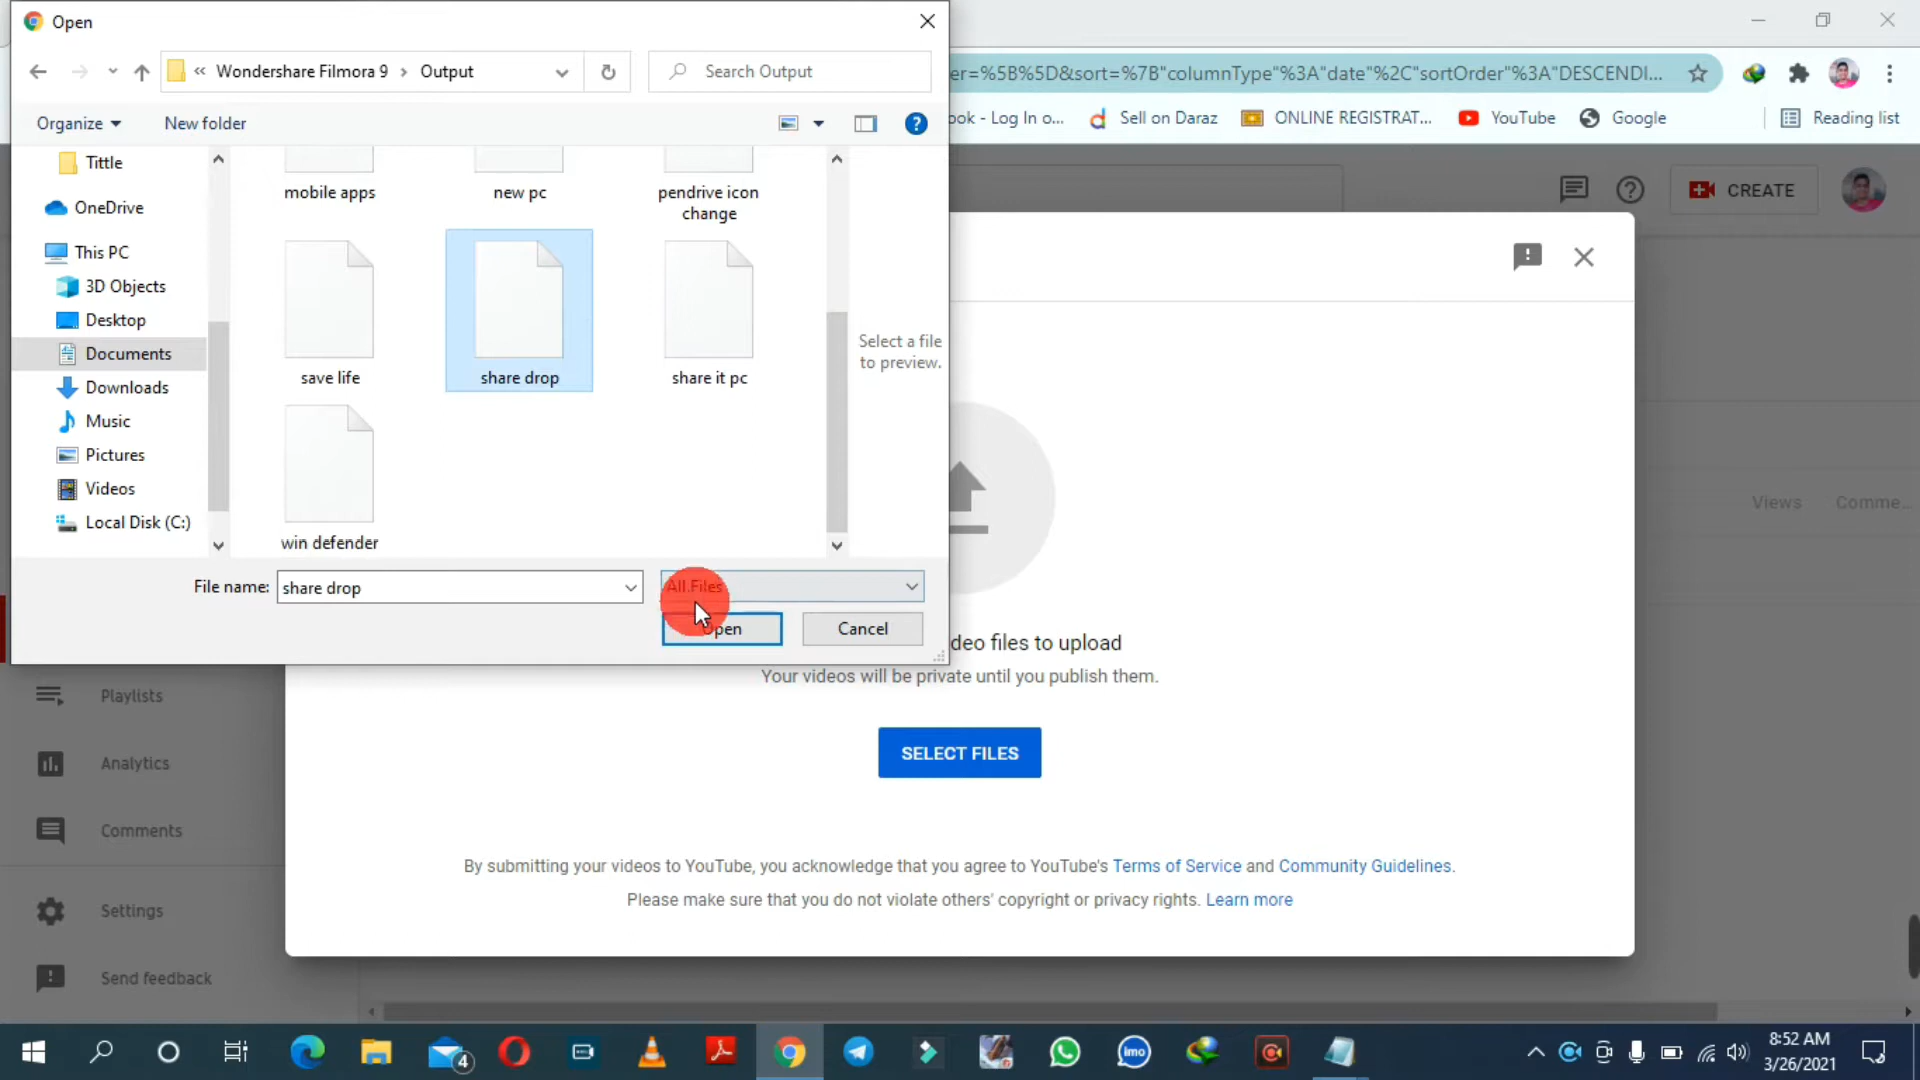 Open
« Wondershare Filmora 9 › Output
Search Output
er=%5B%5D&sort=%7B"columnType"%3A"date"%2C"sortOrder"%3A"DESCENDI...
Organize
New folder
ook - Log In o...
Sell on Daraz
ONLINE REGISTRAT...
YouTube
Google
Reading list
Tittle
OneDrive
This PC
3D Objects
Desktop
Documents
Downloads
Music
Pictures
Videos
Local Disk (C:)
mobile apps
new pc
pendrive icon
change
save life
share drop
share it pc
win defender
Select a file
to preview.
CREATE
Views
Comme...
File name:
share drop
All Files
Open
Cancel
deo files to upload
Your videos will be private until you publish them.
SELECT FILES
By submitting your videos to YouTube, you acknowledge that you agree to YouTube's Terms of Service and Community Guidelines.
Please make sure that you do not violate others' copyright or privacy rights. Learn more
Playlists
Analytics
Comments
Settings
Send feedback
4
imo
8:52 AM
3/26/2021